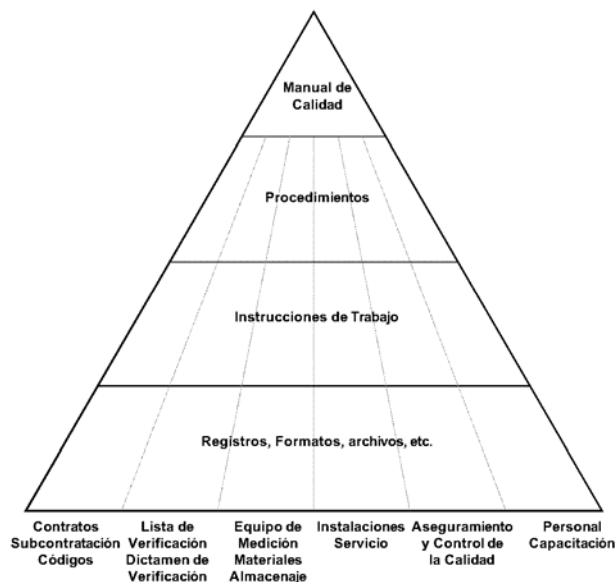 Manual de
Calidad
Procedimientos
Instrucciones de Trabajo
Registros, Formatos, archivos, etc.
Contratos
Subcontratación
Códigos
Lista de
Verificación
Dictamen de
Verificación
Equipo de
Medición
Materiales
Almacenaje
Instalaciones
Servicio
Aseguramiento
y Control de
la Calidad
Personal
Capacitación